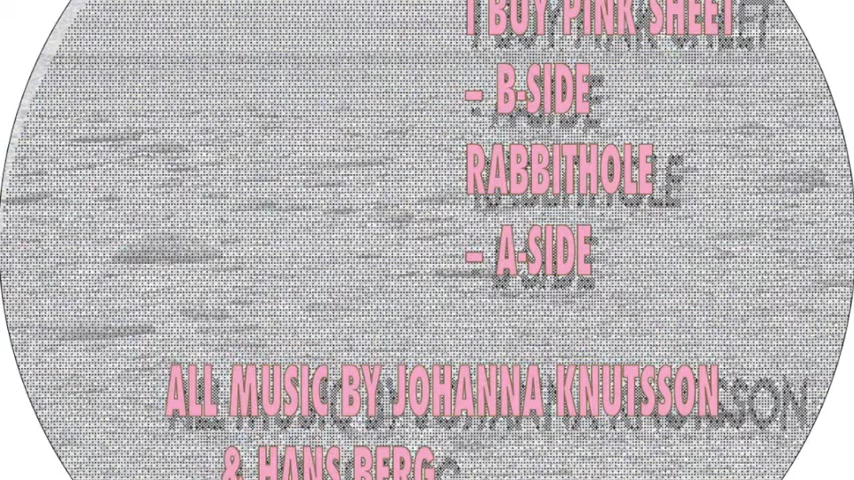 I BUY PINK SHEET
– B-SIDE
RABBITHOLE
– A-SIDE
ALL MUSIC BY JOHANNA KNUTSSON
& HANS BERG